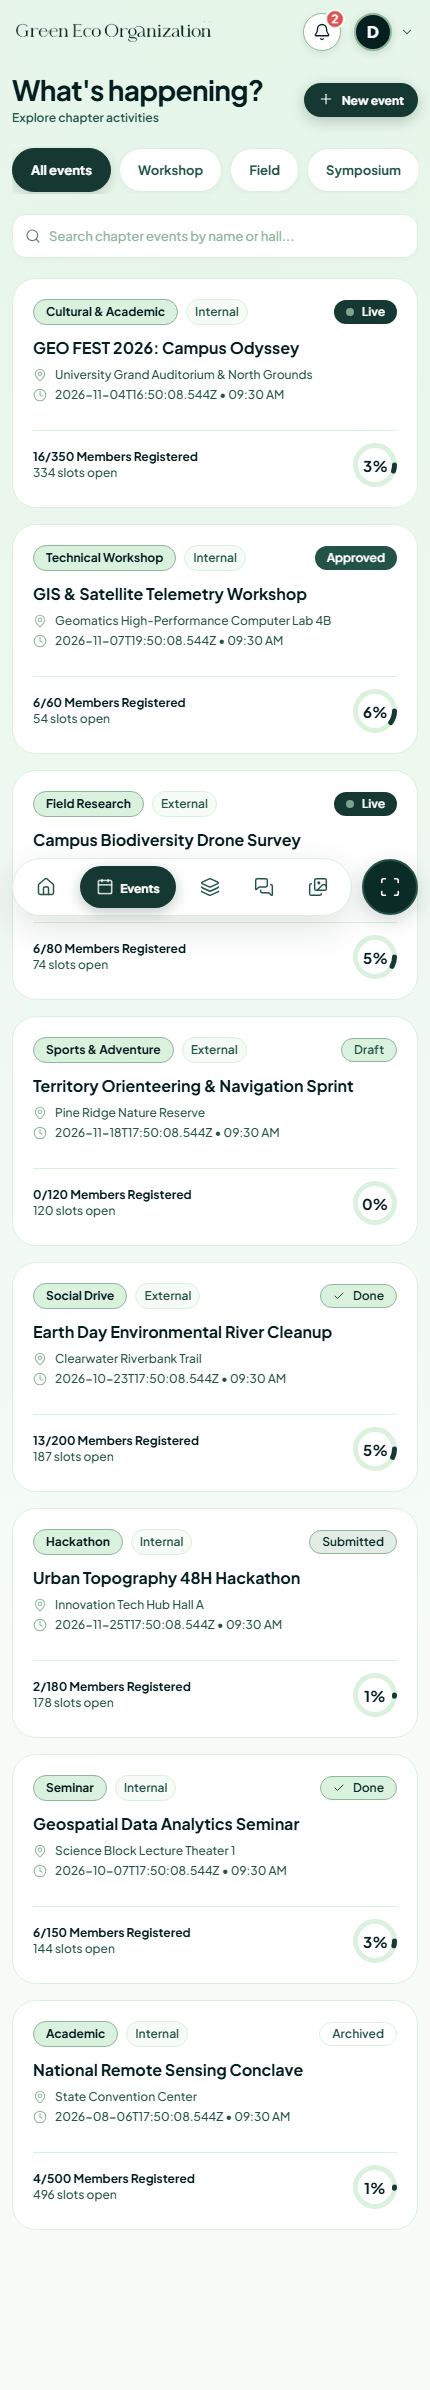 Green Eco Organization
2
D
What's happening?
Explore chapter activities
New event
All events
Workshop
Field
Symposium
Search chapter events by name or hall...
Cultural & Academic
Internal
Live
GEO FEST 2026: Campus Odyssey
University Grand Auditorium & North Grounds
2026-11-04T16:50:08.544Z • 09:30 AM
16/350 Members Registered
334 slots open
3%
Technical Workshop
Internal
Approved
GIS & Satellite Telemetry Workshop
Geomatics High-Performance Computer Lab 4B
2026-11-07T19:50:08.544Z • 09:30 AM
6/60 Members Registered
54 slots open
6%
Field Research
External
Live
Campus Biodiversity Drone Survey
Events
6/80 Members Registered
74 slots open
5%
Sports & Adventure
External
Draft
Territory Orienteering & Navigation Sprint
Pine Ridge Nature Reserve
2026-11-18T17:50:08.544Z • 09:30 AM
0/120 Members Registered
120 slots open
0%
Social Drive
External
Done
Earth Day Environmental River Cleanup
Clearwater Riverbank Trail
2026-10-23T17:50:08.544Z • 09:30 AM
13/200 Members Registered
187 slots open
5%
Hackathon
Internal
Submitted
Urban Topography 48H Hackathon
Innovation Tech Hub Hall A
2026-11-25T17:50:08.544Z • 09:30 AM
2/180 Members Registered
178 slots open
1%
Seminar
Internal
Done
Geospatial Data Analytics Seminar
Science Block Lecture Theater 1
2026-10-07T17:50:08.544Z • 09:30 AM
6/150 Members Registered
144 slots open
3%
Academic
Internal
Archived
National Remote Sensing Conclave
State Convention Center
2026-08-06T17:50:08.544Z • 09:30 AM
4/500 Members Registered
496 slots open
1%